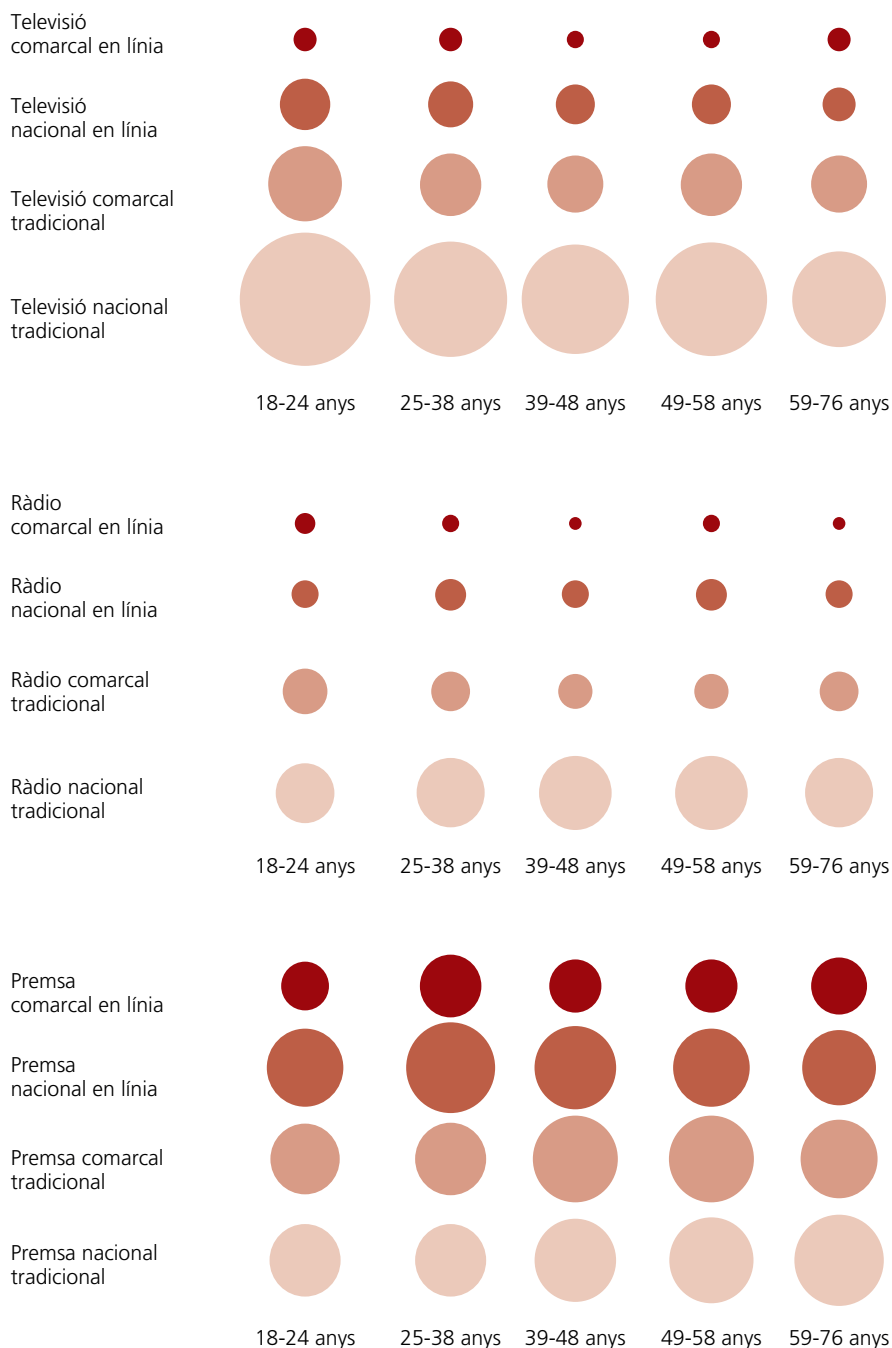 Televisió
comarcal en línia
Televisió
nacional en línia
Televisió comarcal
tradicional
Televisió nacional
tradicional
18-24 anys 25-38 anys 39-48 anys 49-58 anys 59-76 anys
Ràdio
comarcal en línia
Ràdio
nacional en línia
Ràdio comarcal
tradicional
Ràdio nacional
tradicional
18-24 anys 25-38 anys 39-48 anys 49-58 anys 59-76 anys
Premsa
comarcal en línia
Premsa
nacional en línia
Premsa comarcal
tradicional
Premsa nacional
tradicional
18-24 anys 25-38 anys 39-48 anys 49-58 anys 59-76 anys